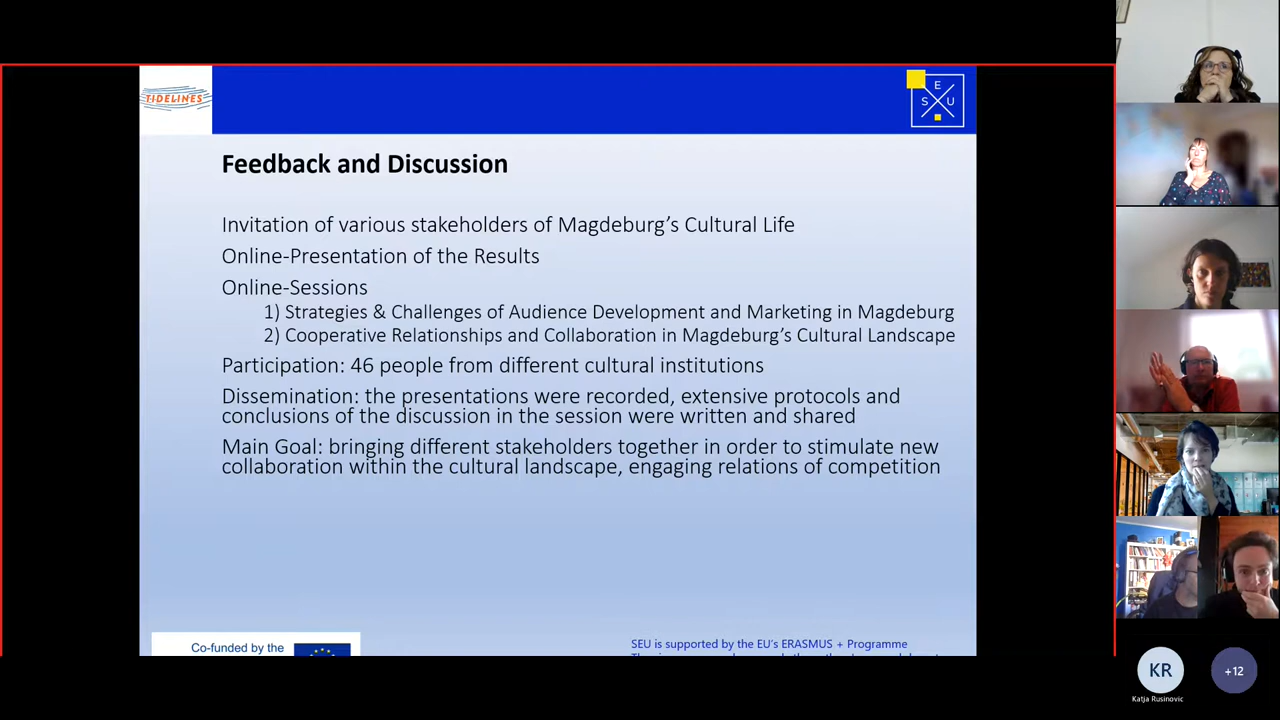 TIDELINES
E
S U
Feedback and Discussion
Invitation of various stakeholders of Magdeburg's Cultural Life
Online-Presentation of the Results
Online-Sessions
1) Strategies & Challenges of Audience Development and Marketing in Magdeburg
2) Cooperative Relationships and Collaboration in Magdeburg's Cultural Landscape
Participation: 46 people from different cultural institutions
Dissemination: the presentations were recorded, extensive protocols and
conclusions of the discussion in the session were written and shared
Main Goal: bringing different stakeholders together in order to stimulate new
collaboration within the cultural landscape, engaging relations of competition
Co-funded by the
SEU is supported by the EU's ERASMUS + Programme
KR
+12
Katja Rusinovic